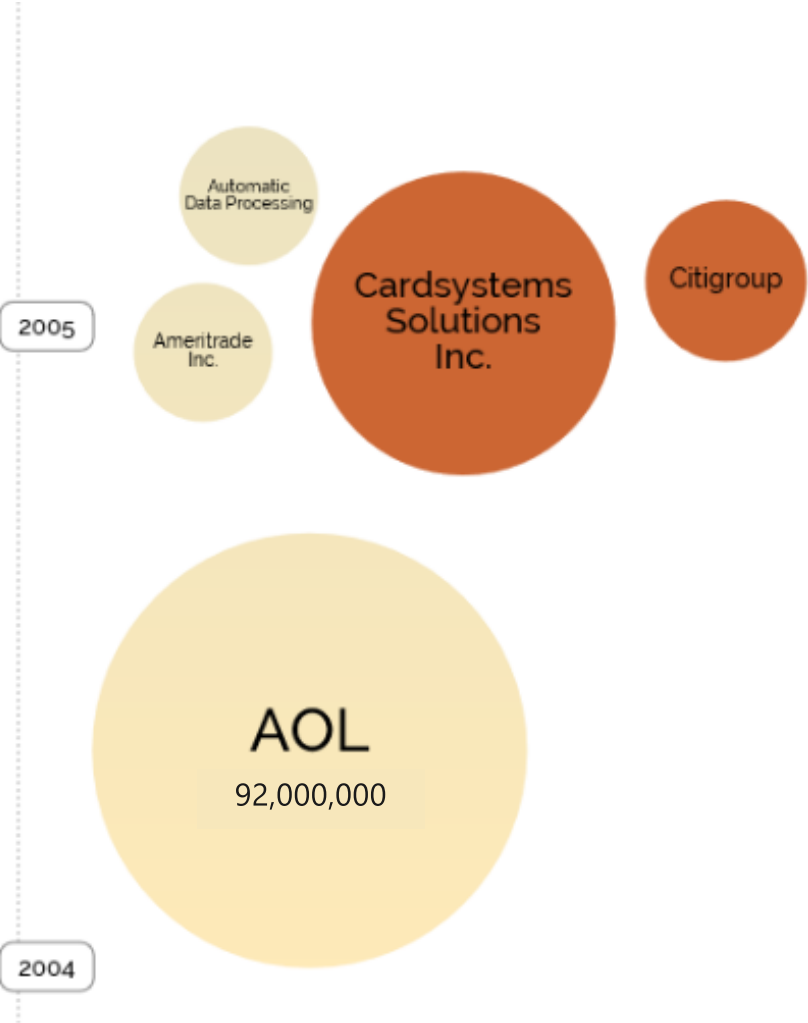 Automatic
Data Processing
Cardsystems
Solutions
Inc.
Citigroup
2005
Ameritrade
Inc.
AOL
92,000,000
2004